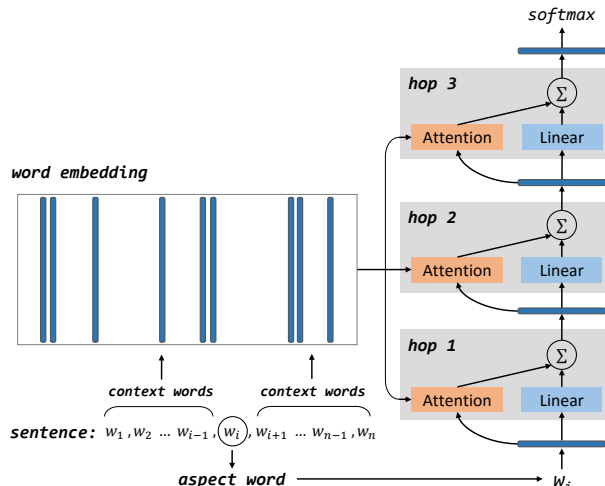 softmax
hop 3
Σ
Attention
Linear
word embedding
hop 2
Σ
Attention
Linear
hop 1
Σ
context words
context words
Attention
Linear
sentence: w₁ , w₂ … wᵢ₋₁ , wᵢ , wᵢ₊₁ … wₙ₋₁ , wₙ
aspect word
wᵢ